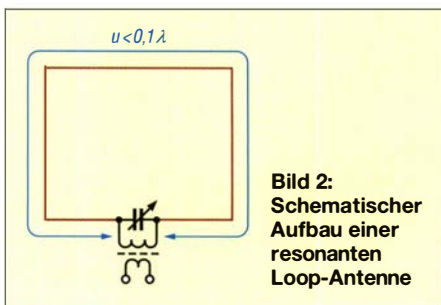 u<0,1λ
Bild 2:
Schematischer
Aufbau einer
resonanten
Loop-Antenne